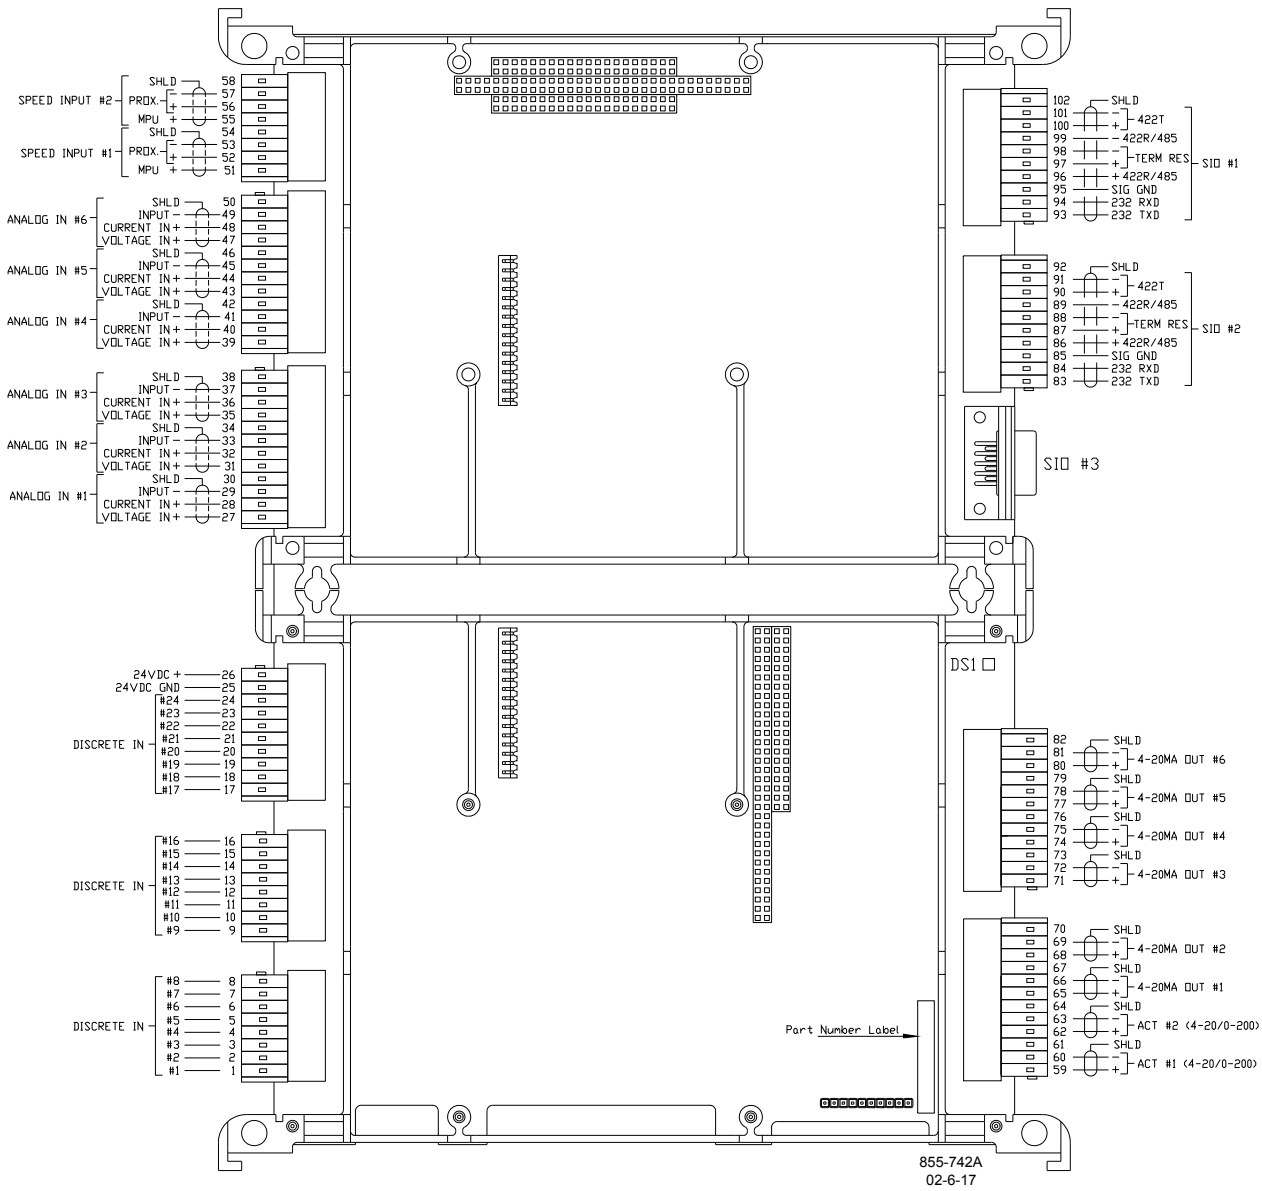 SPEED INPUT #2
SHLD 58
PROX. - 57
+ 56
MPU + 55
SPEED INPUT #1
SHLD 54
PROX. - 53
+ 52
MPU + 51
ANALOG IN #6
SHLD 50
INPUT - 49
CURRENT IN + 48
VOLTAGE IN + 47
ANALOG IN #5
SHLD 46
INPUT - 45
CURRENT IN + 44
VOLTAGE IN + 43
ANALOG IN #4
SHLD 42
INPUT - 41
CURRENT IN + 40
VOLTAGE IN + 39
ANALOG IN #3
SHLD 38
INPUT - 37
CURRENT IN + 36
VOLTAGE IN + 35
ANALOG IN #2
SHLD 34
INPUT - 33
CURRENT IN + 32
VOLTAGE IN + 31
ANALOG IN #1
SHLD 30
INPUT - 29
CURRENT IN + 28
VOLTAGE IN + 27
24VDC + 26
24VDC GND 25
DISCRETE IN
#24 24
#23 23
#22 22
#21 21
#20 20
#19 19
#18 18
#17 17
DISCRETE IN
#16 16
#15 15
#14 14
#13 13
#12 12
#11 11
#10 10
#9 9
DISCRETE IN
#8 8
#7 7
#6 6
#5 5
#4 4
#3 3
#2 2
#1 1
102 SHLD
101 - 422T
100 +
99 - 422R/485
98 - TERM RES
97 +
96 + 422R/485
95 SIG GND
94 232 RXD
93 232 TXD
SIO #1
92 SHLD
91 - 422T
90 +
89 - 422R/485
88 - TERM RES
87 +
86 + 422R/485
85 SIG GND
84 232 RXD
83 232 TXD
SIO #2
SIO #3
DS1
82 SHLD
81 - 4-20MA OUT #6
80 +
79 SHLD
78 - 4-20MA OUT #5
77 +
76 SHLD
75 - 4-20MA OUT #4
74 +
73 SHLD
72 - 4-20MA OUT #3
71 +
70 SHLD
69 - 4-20MA OUT #2
68 +
67 SHLD
66 - 4-20MA OUT #1
65 +
64 SHLD
63 - ACT #2 (4-20/0-200)
62 +
61 SHLD
60 - ACT #1 (4-20/0-200)
59 +
Part Number Label
855-742A
02-6-17